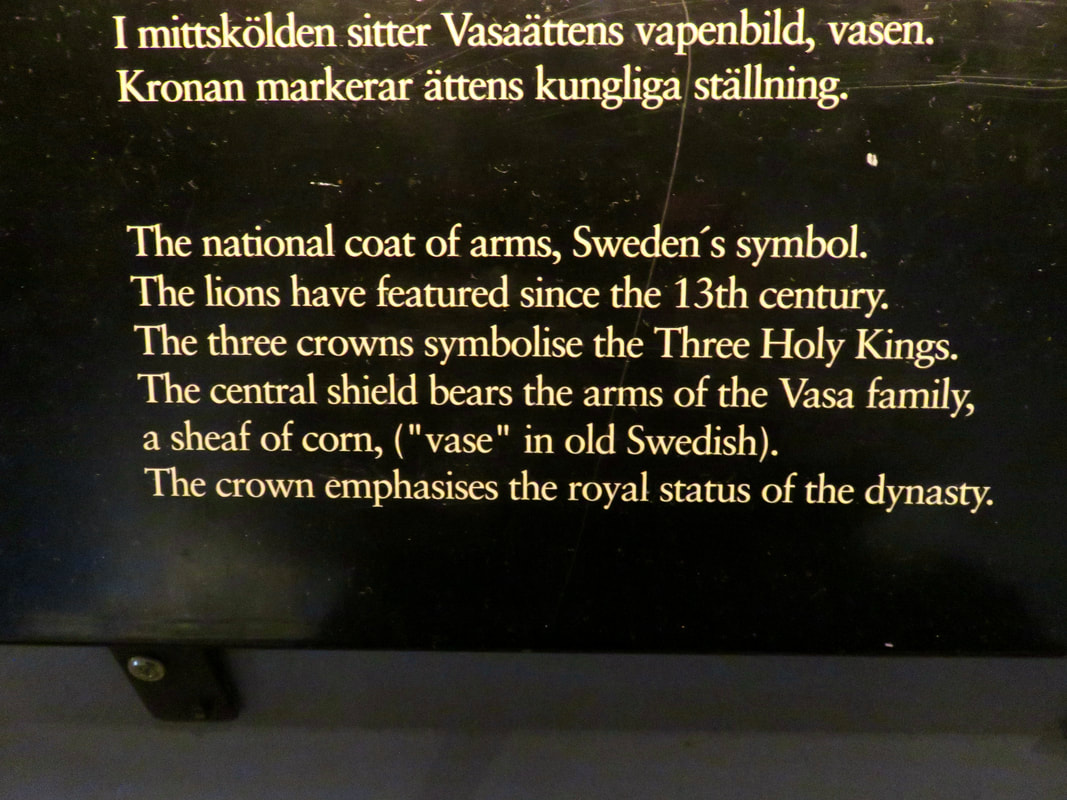 I mittskölden sitter Vasaättens vapenbild, vasen.
Kronan markerar ättens kungliga ställning.
The national coat of arms, Sweden´s symbol.
The lions have featured since the 13th century.
The three crowns symbolise the Three Holy Kings.
The central shield bears the arms of the Vasa family,
a sheaf of corn, ("vase" in old Swedish).
The crown emphasises the royal status of the dynasty.